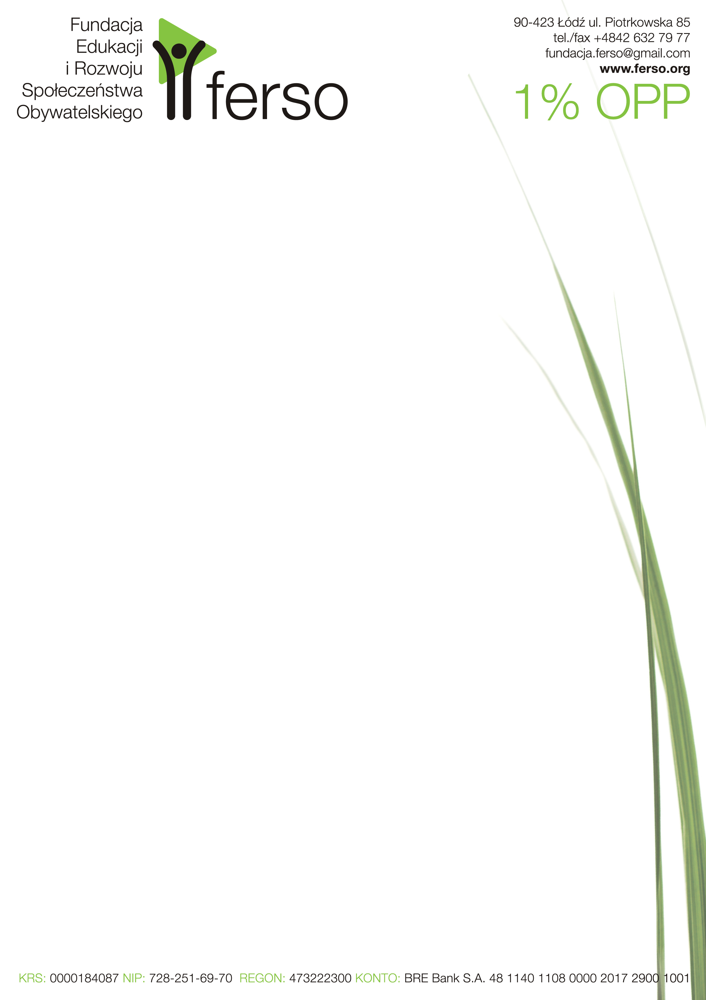 Fundacja
Edukacji
i Rozwoju
Społeczeństwa
Obywatelskiego
ferso
90-423 Łódź ul. Piotrkowska 85
tel./fax +4842 632 79 77
fundacja.ferso@gmail.com
www.ferso.org
1% OPP
KRS: 0000184087 NIP: 728-251-69-70 REGON: 473222300 KONTO: BRE Bank S.A. 48 1140 1108 0000 2017 2900 1001